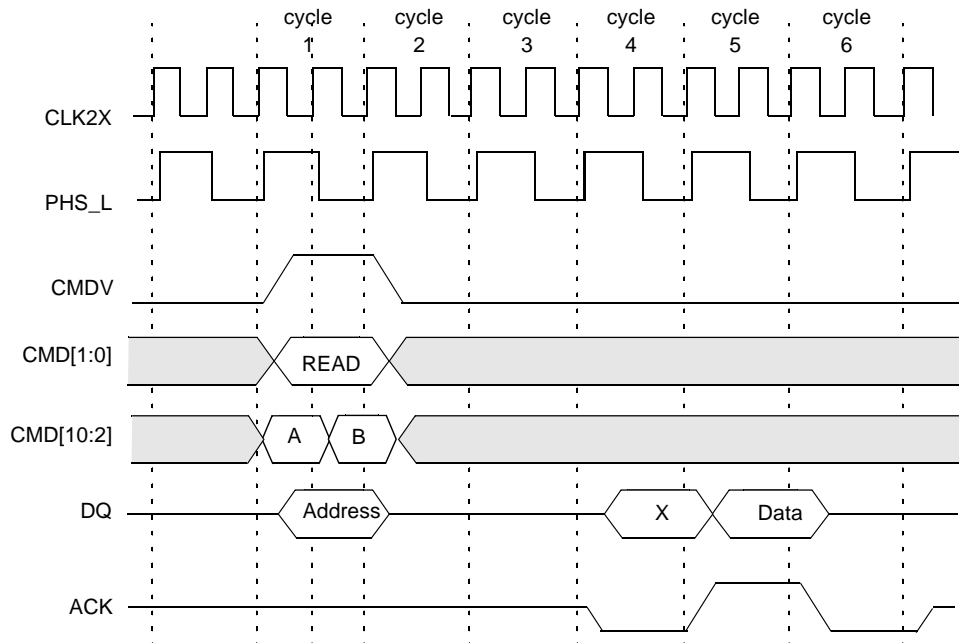 cycle cycle cycle cycle cycle cycle
1 2 3 4 5 6
CLK2X
PHS_L
CMDV
CMD[1:0] READ
CMD[10:2] A B
DQ Address X Data
ACK